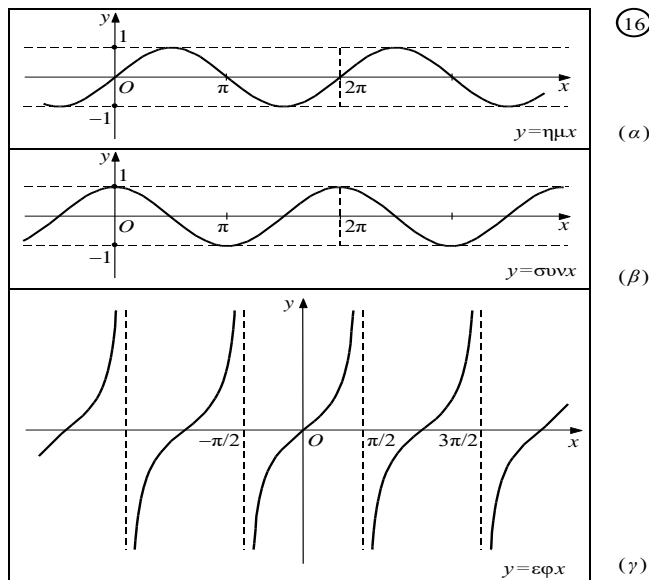 y
16
1
O π 2π x
−1
y=ημx
(α)
y
1
O π 2π x
−1
y=συνx
(β)
y
−π/2 O π/2 3π/2 x
y=εφx
(γ)